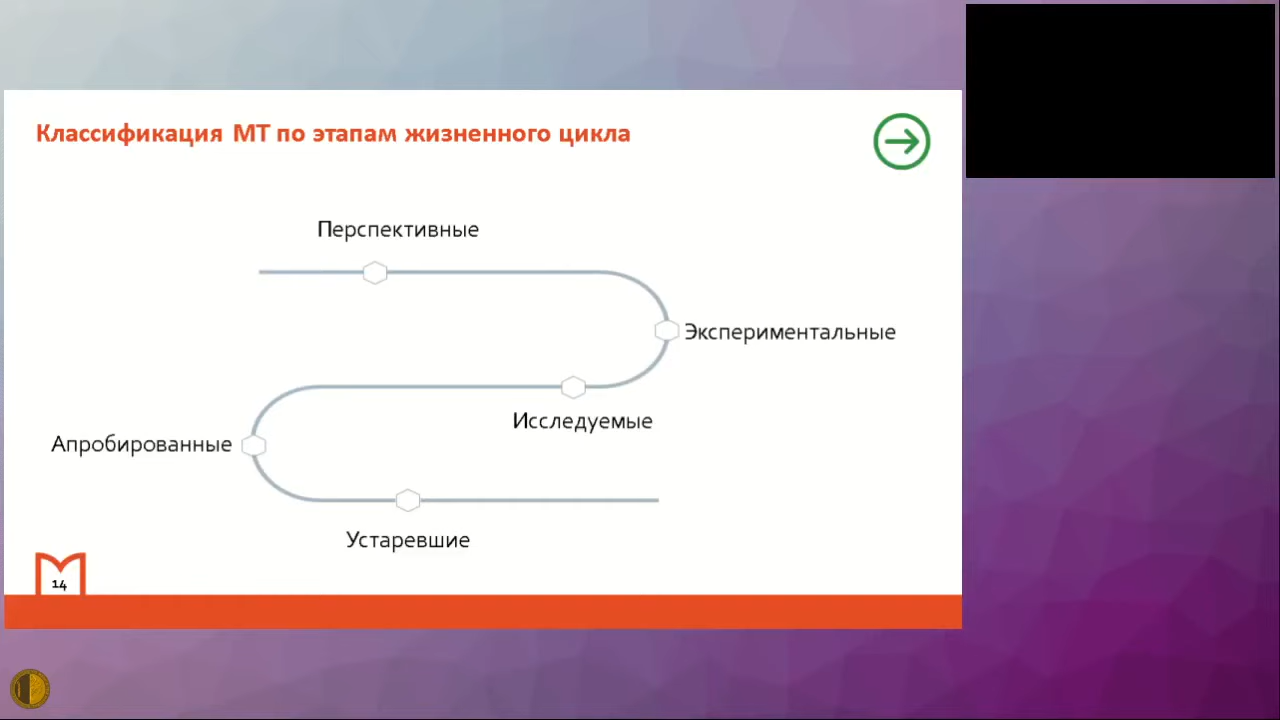 Классификация МТ по этапам жизненного цикла
Перспективные
Экспериментальные
Исследуемые
Апробированные
Устаревшие
14